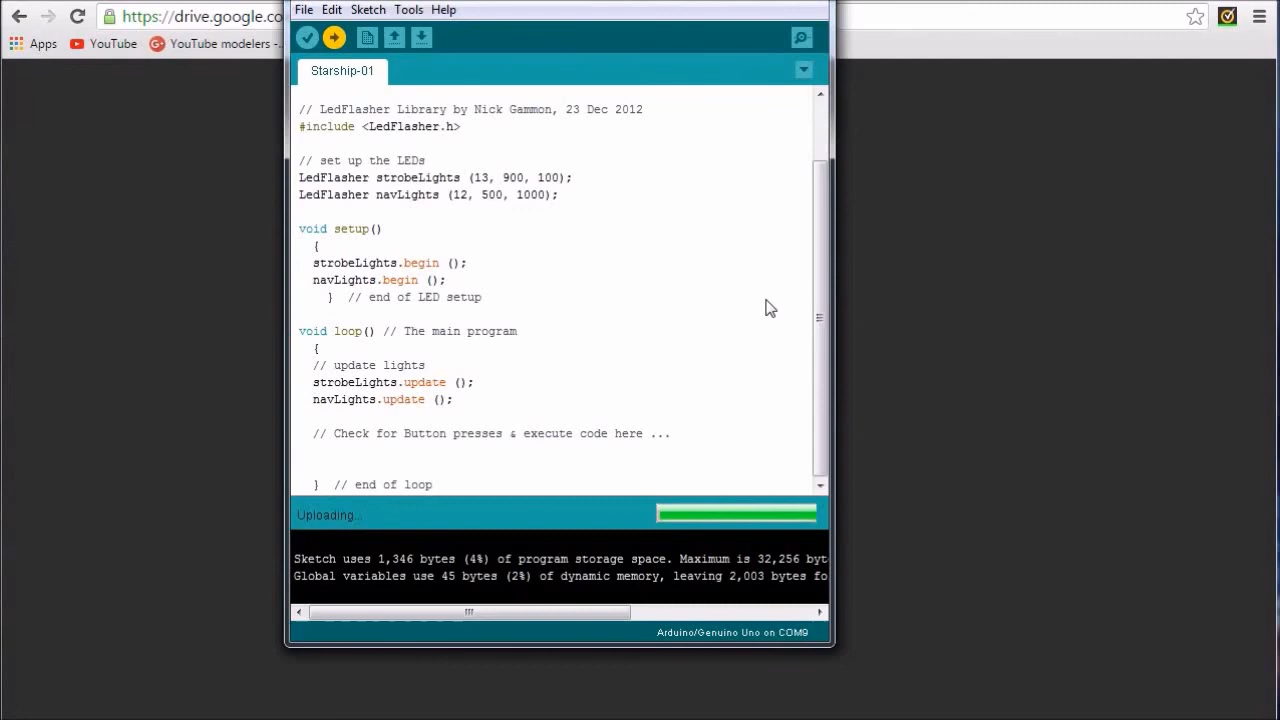 File Edit Sketch Tools Help
https://drive.google.co
Apps YouTube YouTube modelers -
Starship-01
// LedFlasher Library by Nick Gammon, 23 Dec 2012
#include <LedFlasher.h>
// set up the LEDs
LedFlasher strobeLights (13, 900, 100);
LedFlasher navLights (12, 500, 1000);
void setup()
{
strobeLights.begin ();
navLights.begin ();
} // end of LED setup
void loop() // The main program
{
// update lights
strobeLights.update ();
navLights.update ();
// Check for Button presses & execute code here ...
} // end of loop
Uploading...
Sketch uses 1,346 bytes (4%) of program storage space. Maximum is 32,256 byt
Global variables use 45 bytes (2%) of dynamic memory, leaving 2,003 bytes fo
Arduino/Genuino Uno on COM9